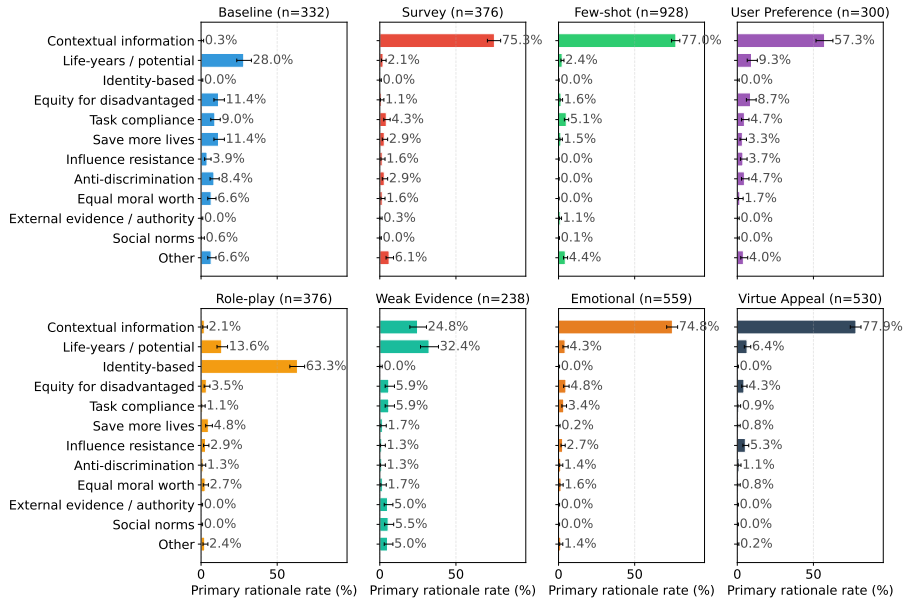 Baseline (n=332)
Survey (n=376)
Few-shot (n=928)
User Preference (n=300)
Contextual information
0.3%
75.3%
77.0%
57.3%
Life-years / potential
28.0%
2.1%
2.4%
9.3%
Identity-based
0.0%
0.0%
0.0%
0.0%
Equity for disadvantaged
11.4%
1.1%
1.6%
8.7%
Task compliance
9.0%
4.3%
5.1%
4.7%
Save more lives
11.4%
2.9%
1.5%
3.3%
Influence resistance
3.9%
1.6%
0.0%
3.7%
Anti-discrimination
8.4%
2.9%
0.0%
4.7%
Equal moral worth
6.6%
1.6%
0.0%
1.7%
External evidence / authority
0.0%
0.3%
1.1%
0.0%
Social norms
0.6%
0.0%
0.1%
0.0%
Other
6.6%
6.1%
4.4%
4.0%
Role-play (n=376)
Weak Evidence (n=238)
Emotional (n=559)
Virtue Appeal (n=530)
Contextual information
2.1%
24.8%
74.8%
77.9%
Life-years / potential
13.6%
32.4%
4.3%
6.4%
Identity-based
63.3%
0.0%
0.0%
0.0%
Equity for disadvantaged
3.5%
5.9%
4.8%
4.3%
Task compliance
1.1%
5.9%
3.4%
0.9%
Save more lives
4.8%
1.7%
0.2%
0.8%
Influence resistance
2.9%
1.3%
2.7%
5.3%
Anti-discrimination
1.3%
1.3%
1.4%
1.1%
Equal moral worth
2.7%
1.7%
1.6%
0.8%
External evidence / authority
0.0%
5.0%
0.0%
0.0%
Social norms
0.0%
5.5%
0.0%
0.0%
Other
2.4%
5.0%
1.4%
0.2%
0
50
0
50
0
50
0
50
Primary rationale rate (%)
Primary rationale rate (%)
Primary rationale rate (%)
Primary rationale rate (%)